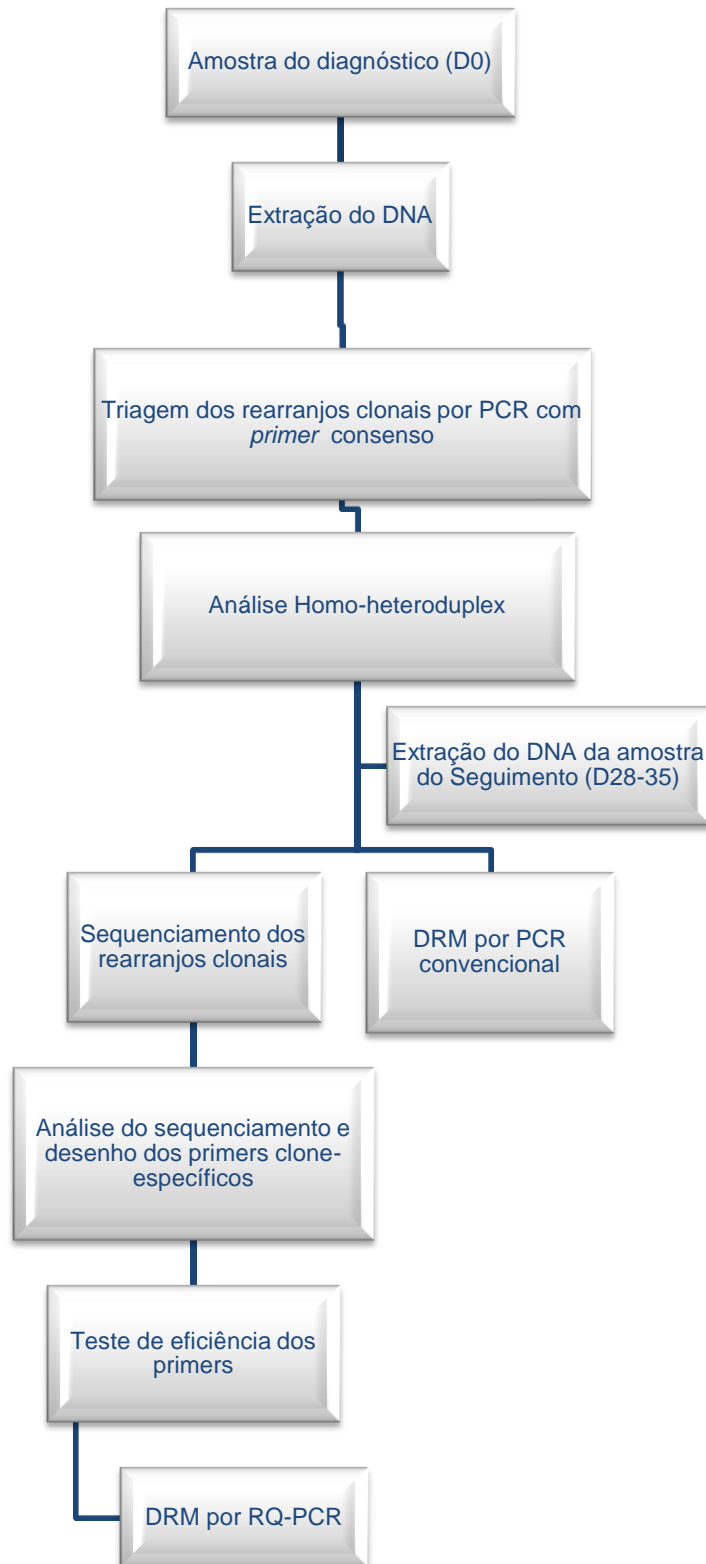 Amostra do diagnóstico (D0)
Extração do DNA
Triagem dos rearranjos clonais por PCR com
primer consenso
Análise Homo-heteroduplex
Extração do DNA da amostra
do Seguimento (D28-35)
Sequenciamento dos
rearranjos clonais
DRM por PCR
convencional
Análise do sequenciamento e
desenho dos primers clone-
específicos
Teste de eficiência dos
primers
DRM por RQ-PCR